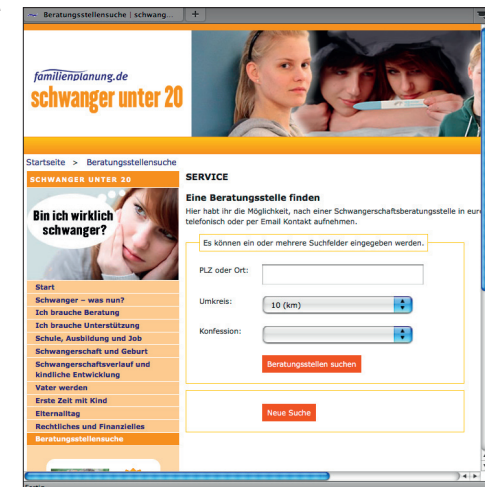 Beratungsstellensuche | schwang...
familienplanung.de
schwanger unter 20
Startseite > Beratungsstellensuche
SCHWANGER UNTER 20
Bin ich wirklich
schwanger?
Start
Schwanger – was nun?
Ich brauche Beratung
Ich brauche Unterstützung
Schule, Ausbildung und Job
Schwangerschaft und Geburt
Schwangerschaftsverlauf und
kindliche Entwicklung
Vater werden
Erste Zeit mit Kind
Elternalltag
Rechtliches und Finanzielles
Beratungsstellensuche
SERVICE
Eine Beratungsstelle finden
Hier habt ihr die Möglichkeit, nach einer Schwangerschaftsberatungsstelle in eure
telefonisch oder per Email Kontakt aufnehmen.
Es können ein oder mehrere Suchfelder eingegeben werden.
PLZ oder Ort:
Umkreis:
10 (km)
Konfession:
Beratungsstellen suchen
Neue Suche